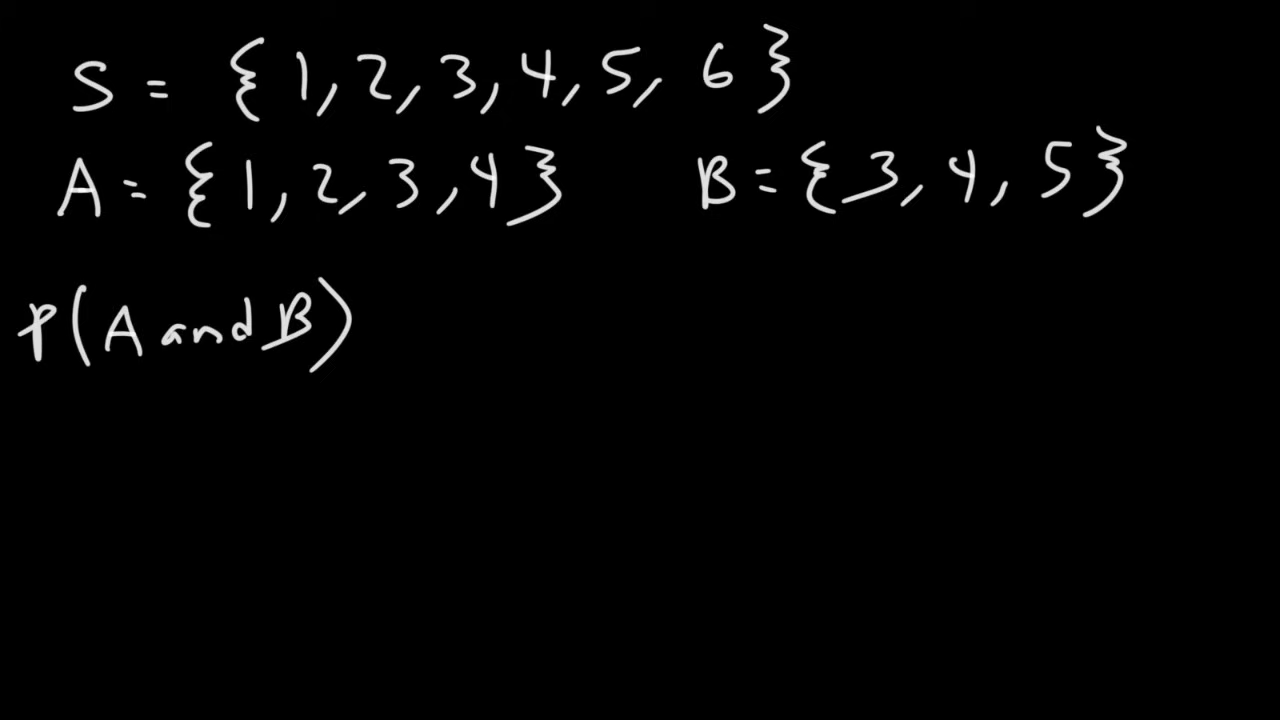 S = {1, 2, 3, 4, 5, 6}
A = {1, 2, 3, 4} B = {3, 4, 5}
P(A and B)